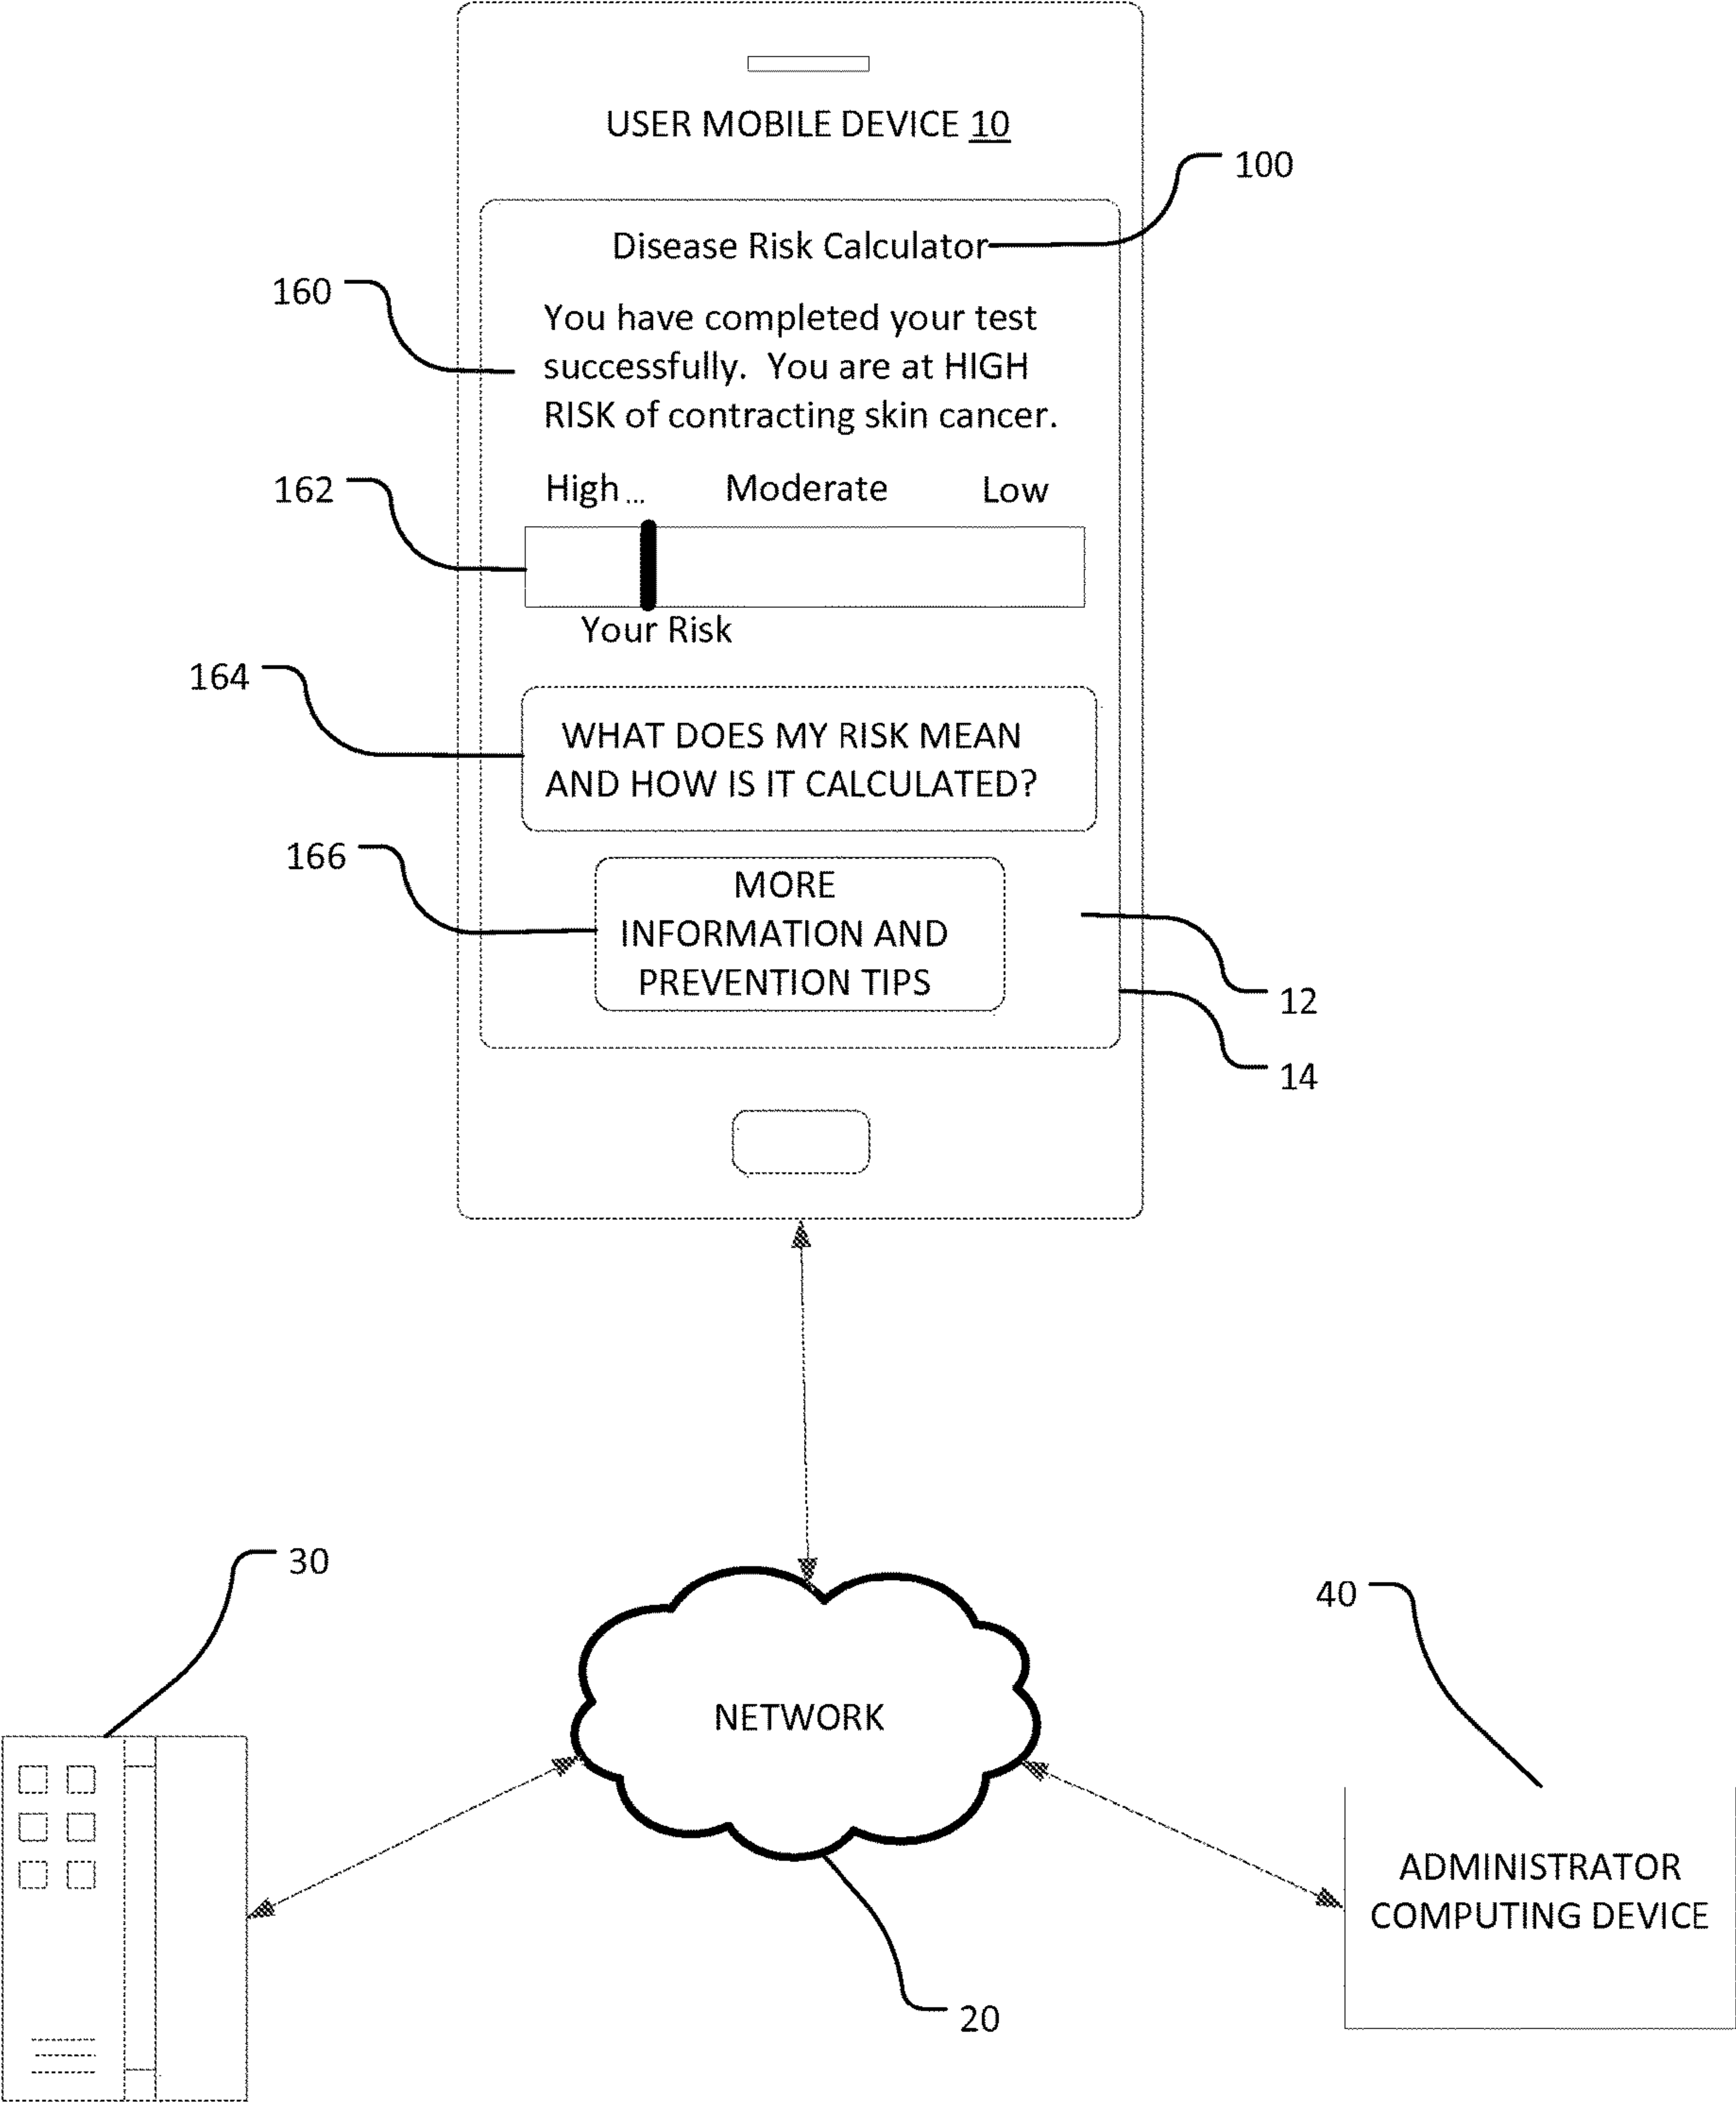 USER MOBILE DEVICE 10
100
Disease Risk Calculator
160
You have completed your test
successfully. You are at HIGH
RISK of contracting skin cancer.
162
High ... Moderate Low
Your Risk
164
WHAT DOES MY RISK MEAN
AND HOW IS IT CALCULATED?
166
MORE
INFORMATION AND
PREVENTION TIPS
12
14
30
40
NETWORK
ADMINISTRATOR
COMPUTING DEVICE
20